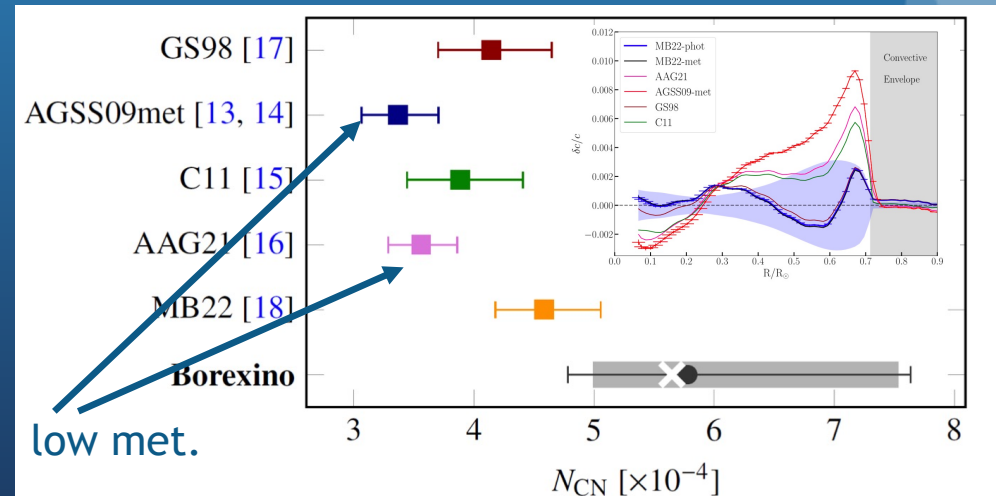 GS98 [17]
AGSS09met [13, 14]
C11 [15]
AAG21 [16]
MB22 [18]
Borexino
low met.
0.012
0.010
0.008
0.006
0.004
0.002
0.000
−0.002
δc/c
MB22-phot
MB22-met
AAG21
AGSS09-met
GS98
C11
Convective
Envelope
0.0 0.1 0.2 0.3 0.4 0.5 0.6 0.7 0.8 0.9
R/R☉
3 4 5 6 7 8
N_CN [×10⁻⁴]